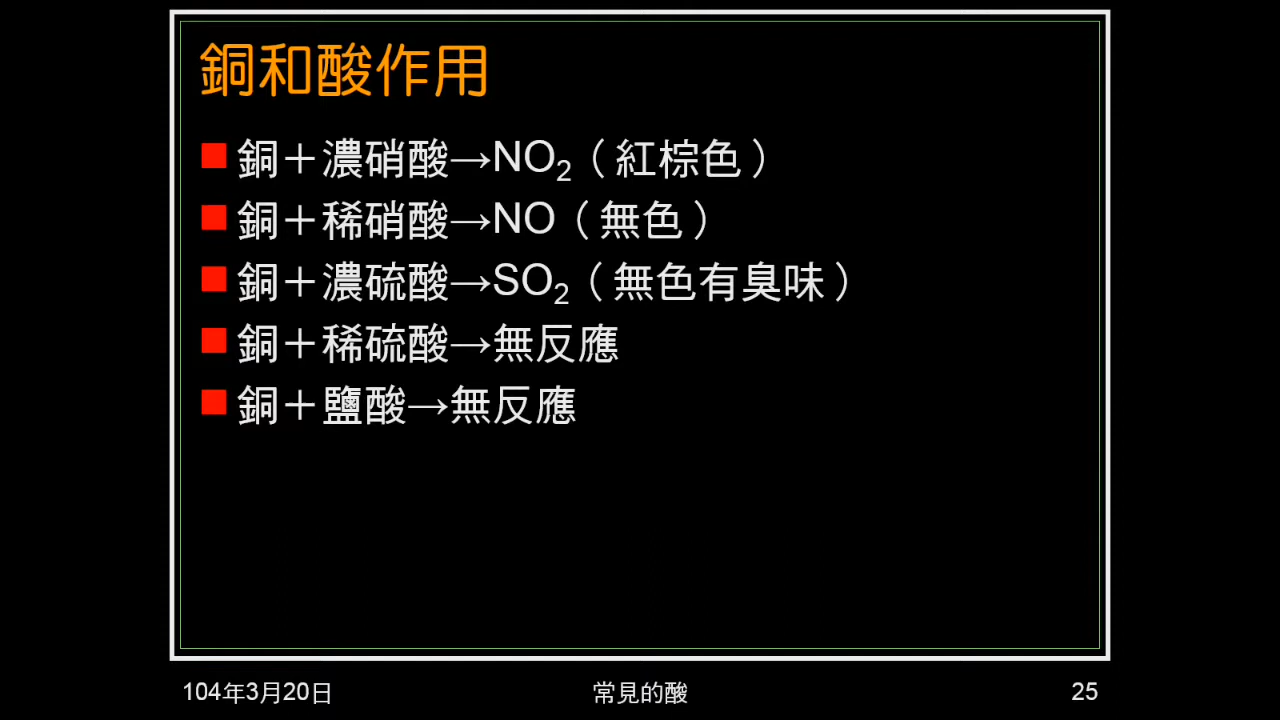 銅和酸作用
銅＋濃硝酸→NO₂（紅棕色）
銅＋稀硝酸→NO（無色）
銅＋濃硫酸→SO₂（無色有臭味）
銅＋稀硫酸→無反應
銅＋鹽酸→無反應
104年3月20日
常見的酸
25